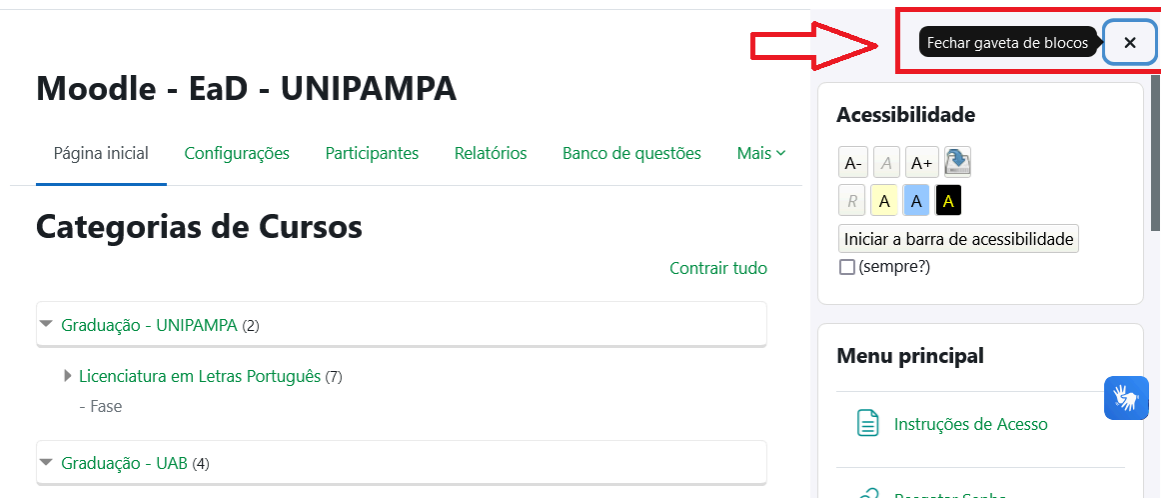 Fechar gaveta de blocos
Moodle - EaD - UNIPAMPA
Página inicial Configurações Participantes Relatórios Banco de questões Mais
Categorias de Cursos
Contrair tudo
Graduação - UNIPAMPA (2)
Licenciatura em Letras Português (7)
- Fase
Graduação - UAB (4)
Acessibilidade
A- A A+
R A A A
Iniciar a barra de acessibilidade
(sempre?)
Menu principal
Instruções de Acesso